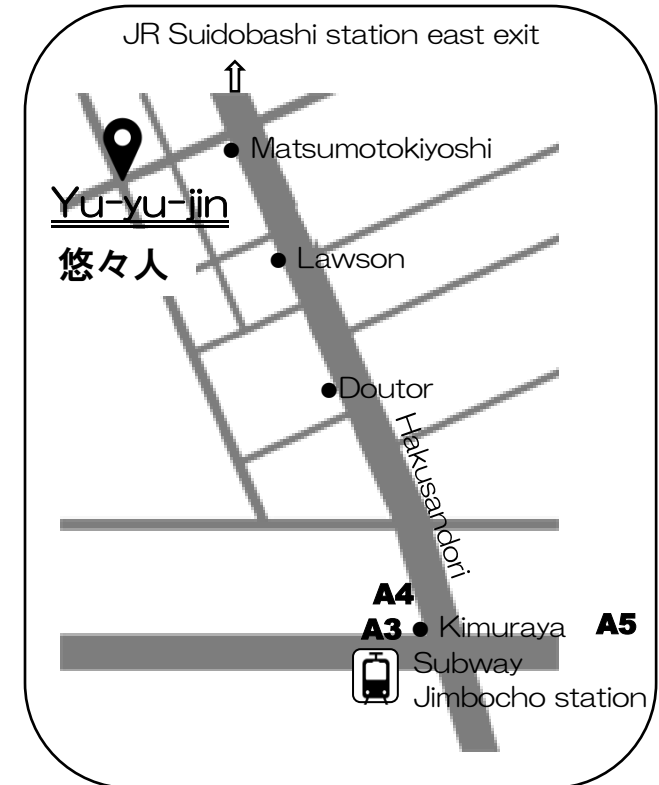 JR Suidobashi station east exit
⇧
Matsumotokiyoshi
Yu-yu-jin
悠々人
Lawson
Doutor
Hakusandori
A4
A3
Kimuraya
A5
Subway
Jimbocho station